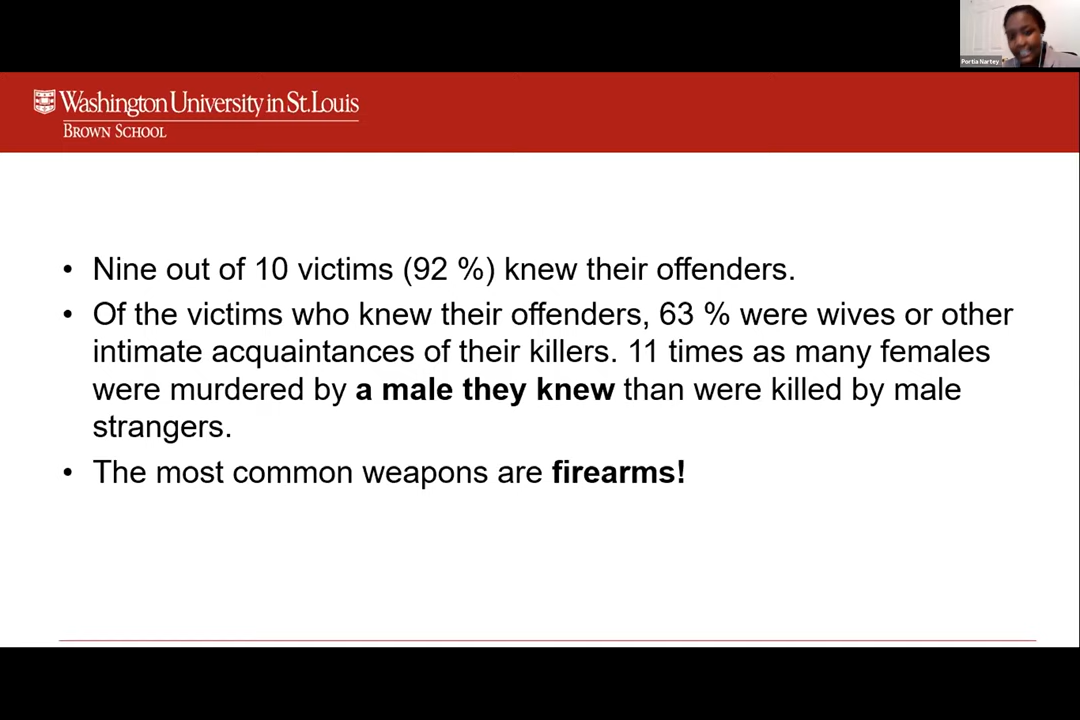 Portia Nartey
Washington University in St. Louis
BROWN SCHOOL
• Nine out of 10 victims (92 %) knew their offenders.
• Of the victims who knew their offenders, 63 % were wives or other
intimate acquaintances of their killers. 11 times as many females
were murdered by a male they knew than were killed by male
strangers.
• The most common weapons are firearms!